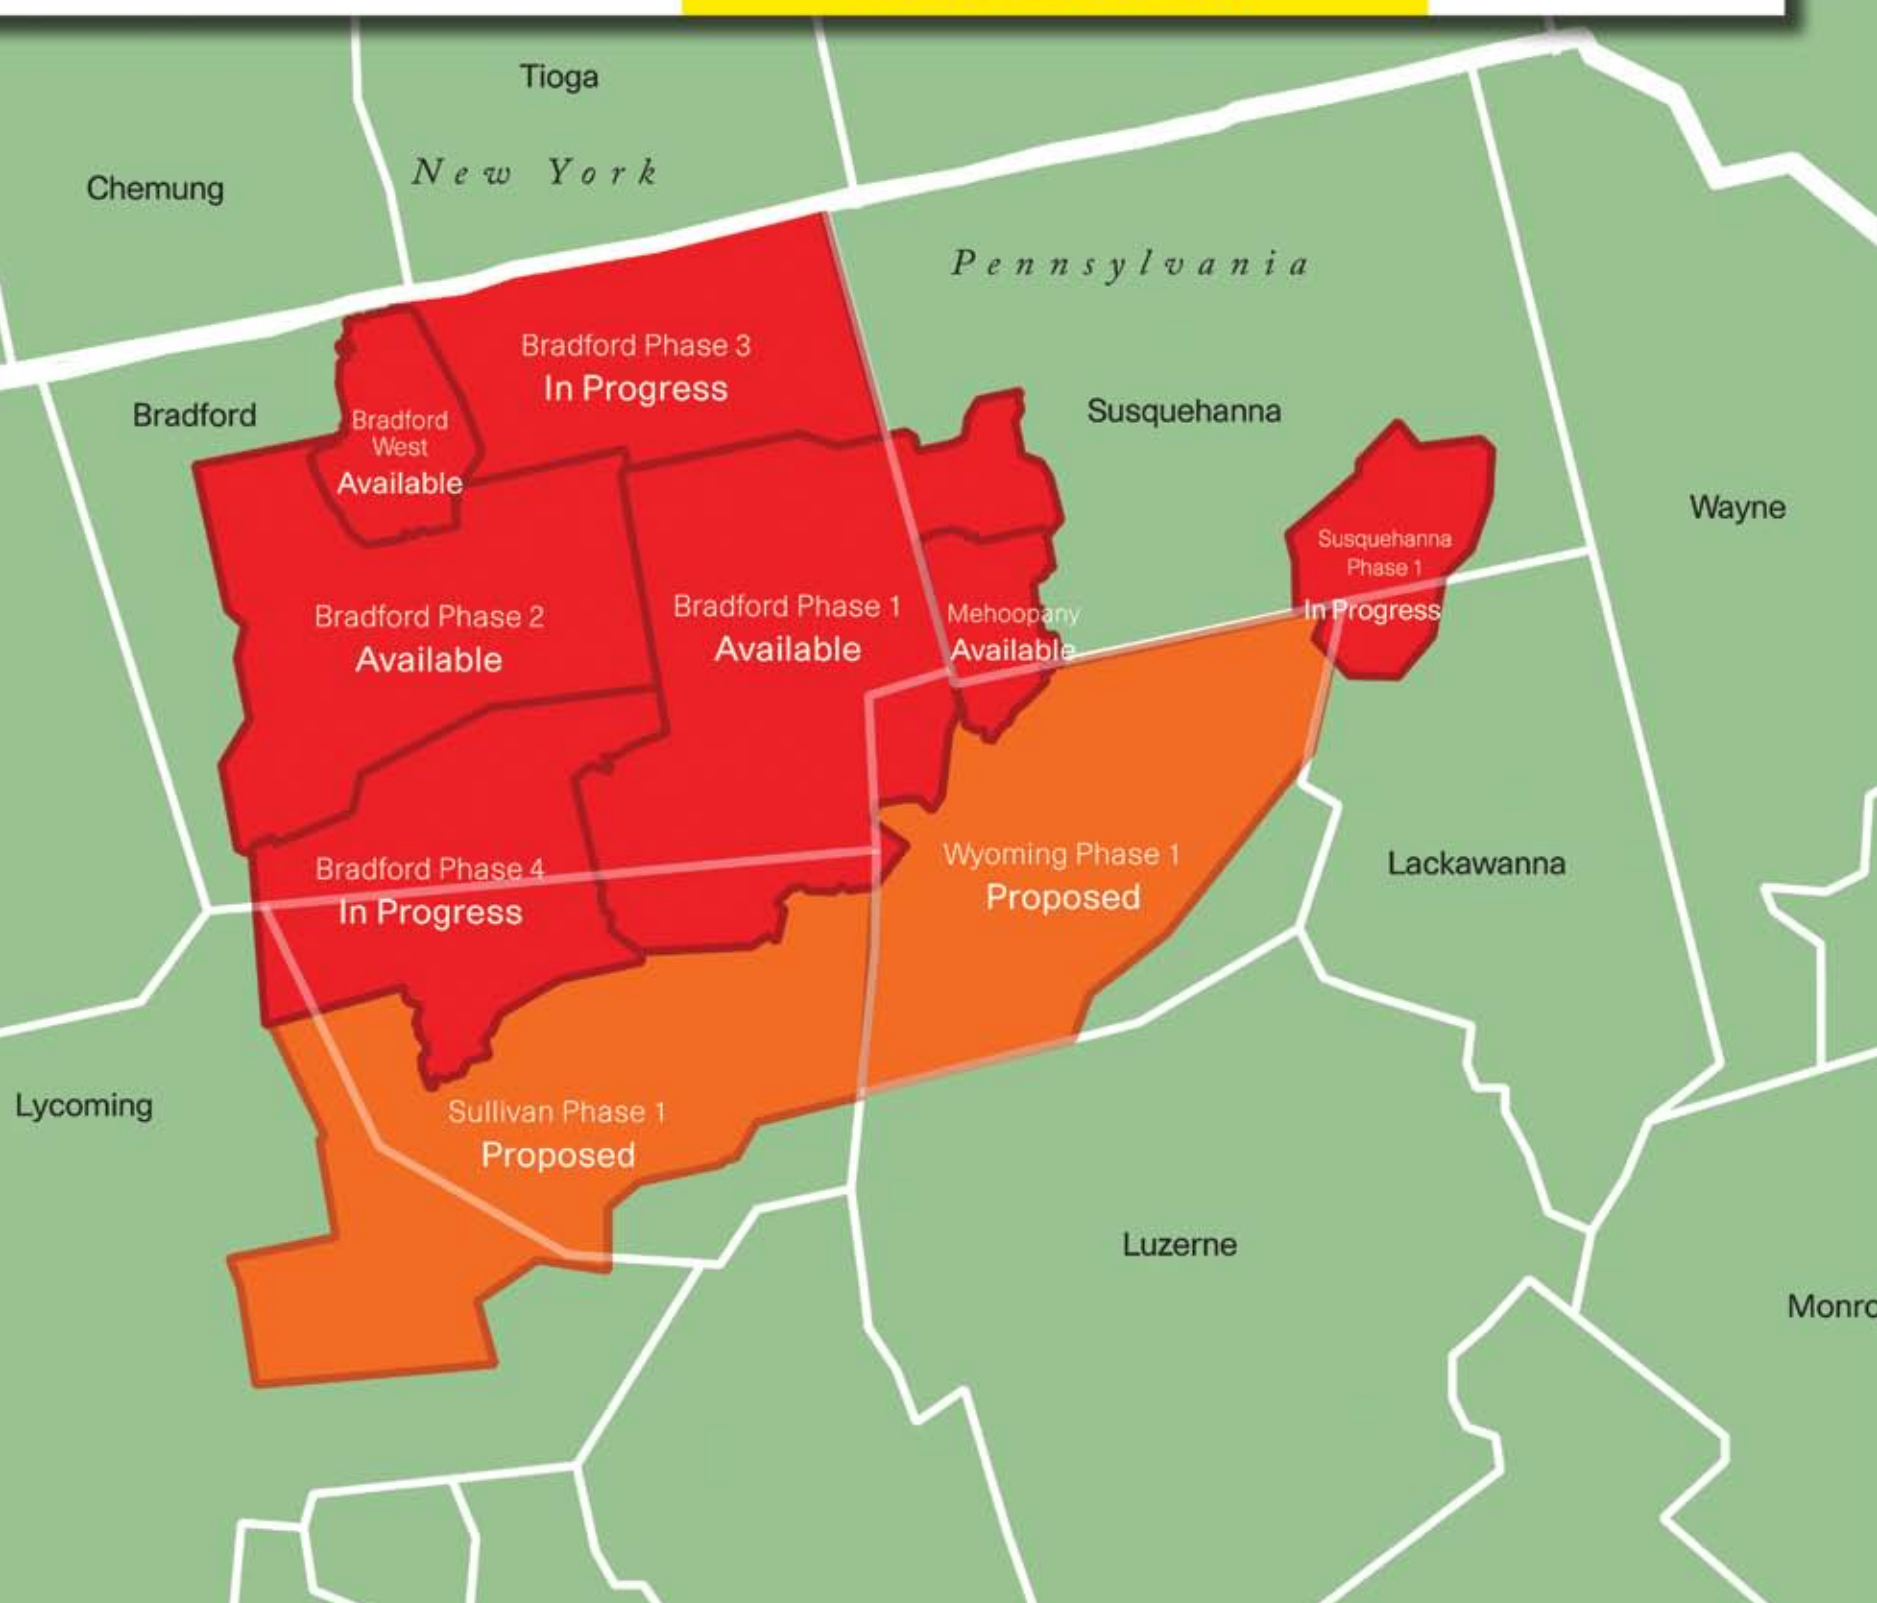 Tioga
New York
Chemung
Pennsylvania
Bradford Phase 3
In Progress
Bradford
Susquehanna
Bradford
West
Available
Wayne
Susquehanna
Phase 1
In Progress
Bradford Phase 2
Available
Bradford Phase 1
Available
Mehoopany
Available
Wyoming Phase 1
Proposed
Lackawanna
Bradford Phase 4
In Progress
Lycoming
Sullivan Phase 1
Proposed
Luzerne
Monro